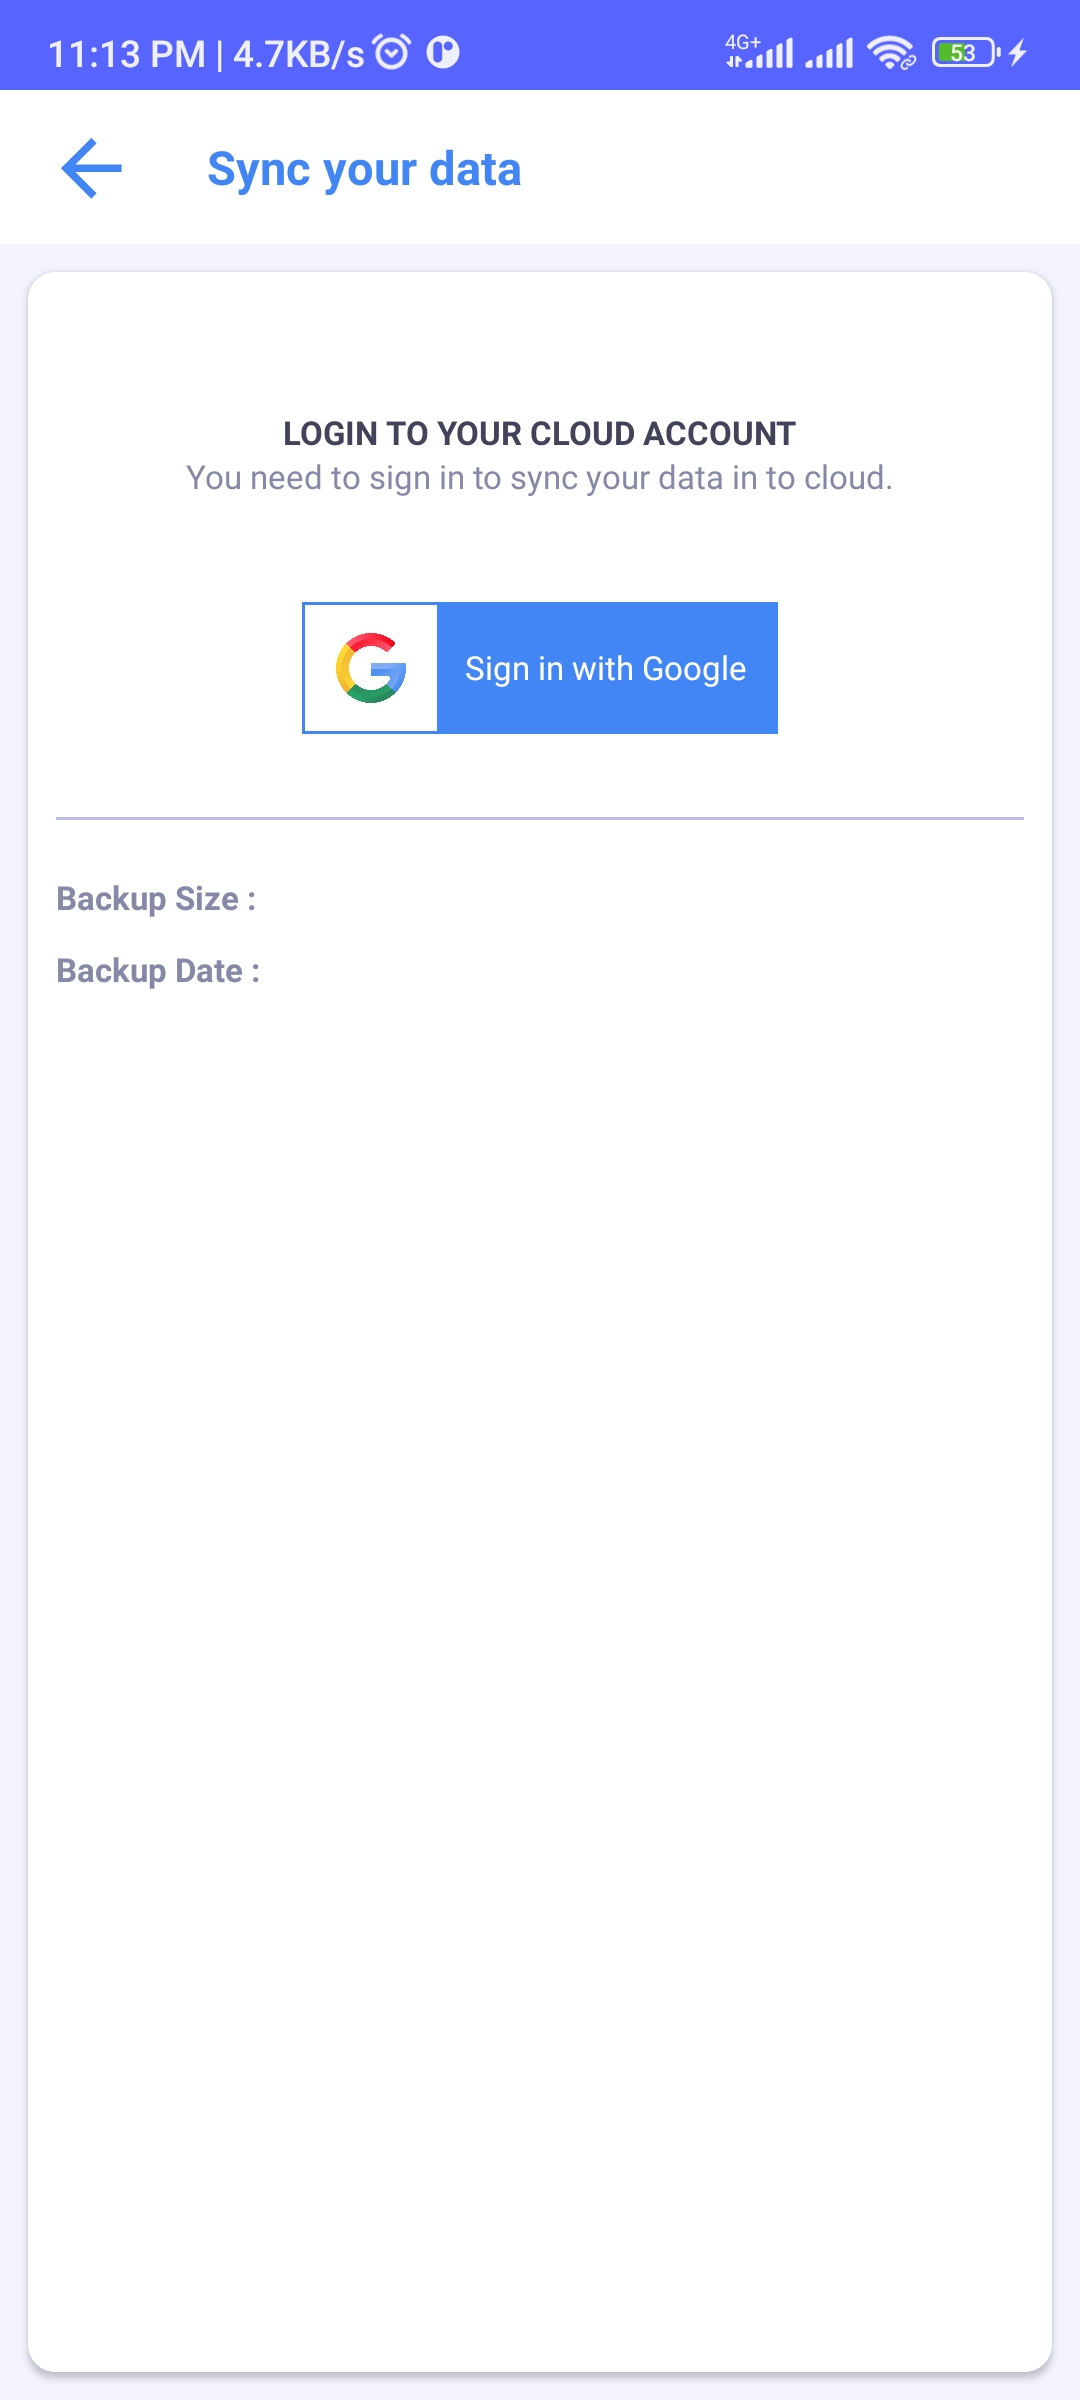 11:13 PM | 4.7KB/s 4G+ 53
Sync your data
LOGIN TO YOUR CLOUD ACCOUNT
You need to sign in to sync your data in to cloud.
Sign in with Google
Backup Size :
Backup Date :